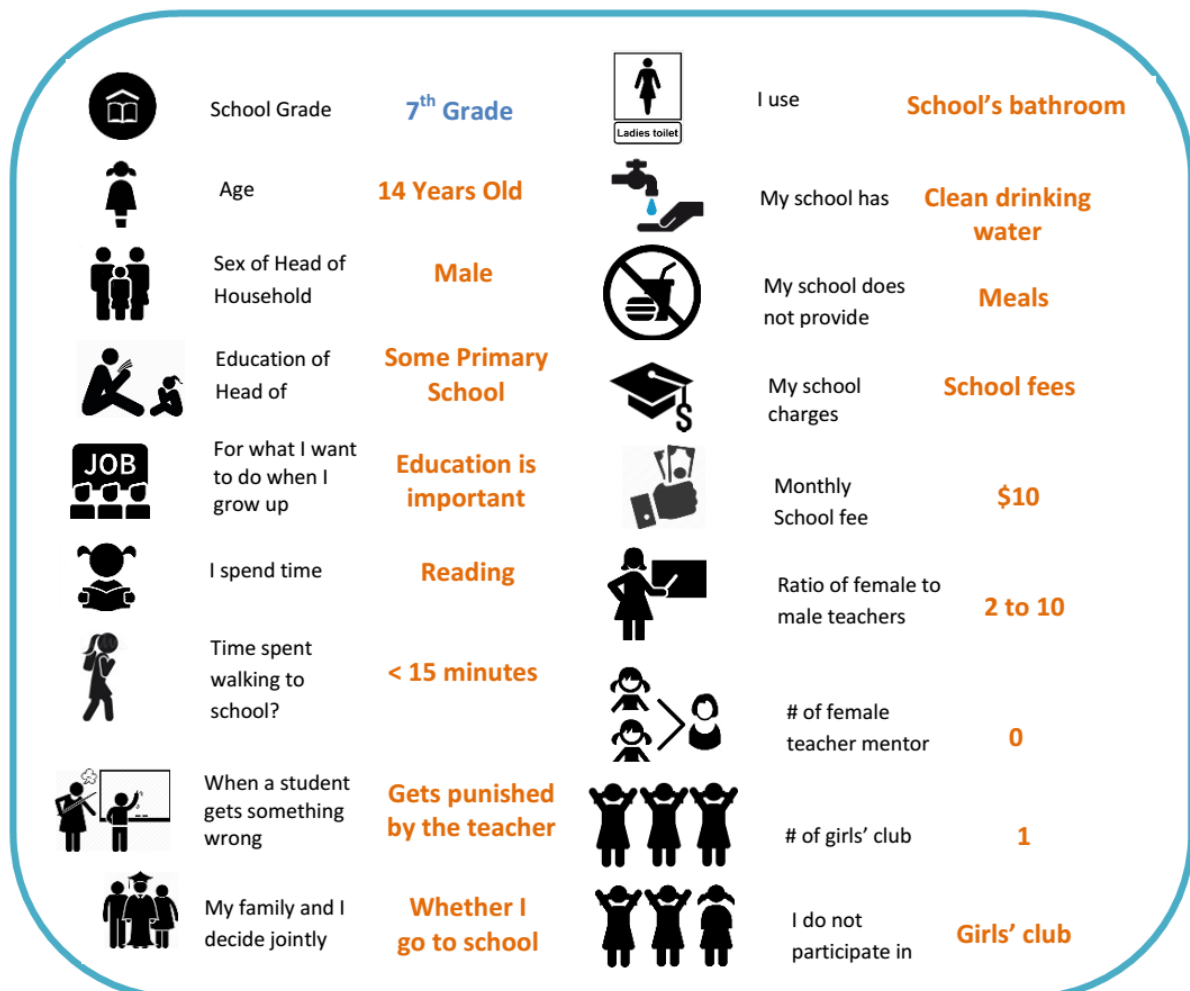 School Grade
7th Grade
Age
14 Years Old
Sex of Head of
Household
Male
Education of
Head of
Some Primary
School
JOB
For what I want
to do when I
grow up
Education is
important
I spend time
Reading
Time spent
walking to
school?
< 15 minutes
When a student
gets something
wrong
Gets punished
by the teacher
My family and I
decide jointly
Whether I
go to school
Ladies toilet
I use
School's bathroom
My school has
Clean drinking
water
My school does
not provide
Meals
S
My school
charges
School fees
Monthly
School fee
$10
Ratio of female to
male teachers
2 to 10
# of female
teacher mentor
0
# of girls' club
1
I do not
participate in
Girls' club